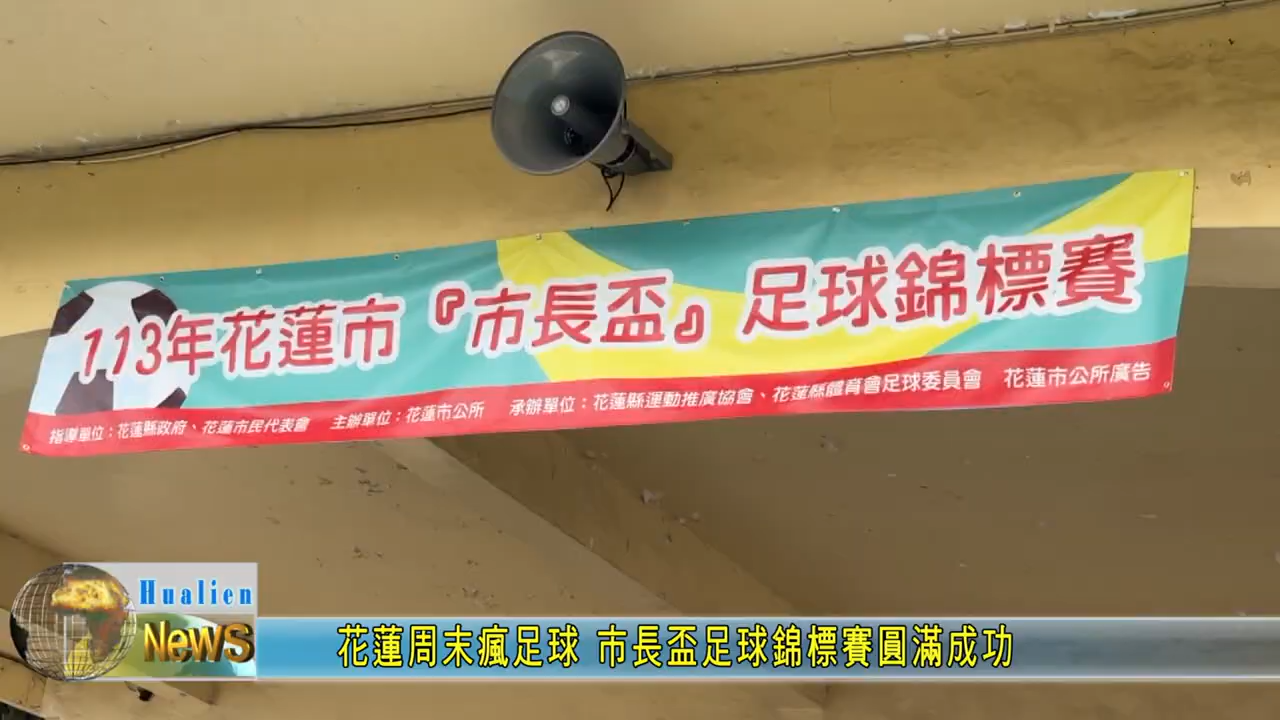 113年花蓮市『市長盃』足球錦標賽
指導單位：花蓮縣政府、花蓮市民代表會 主辦單位：花蓮市公所 承辦單位：花蓮縣運動推廣協會、花蓮縣體育會足球委員會 花蓮市公所廣告
Hualien
News
花蓮周末瘋足球 市長盃足球錦標賽圓滿成功